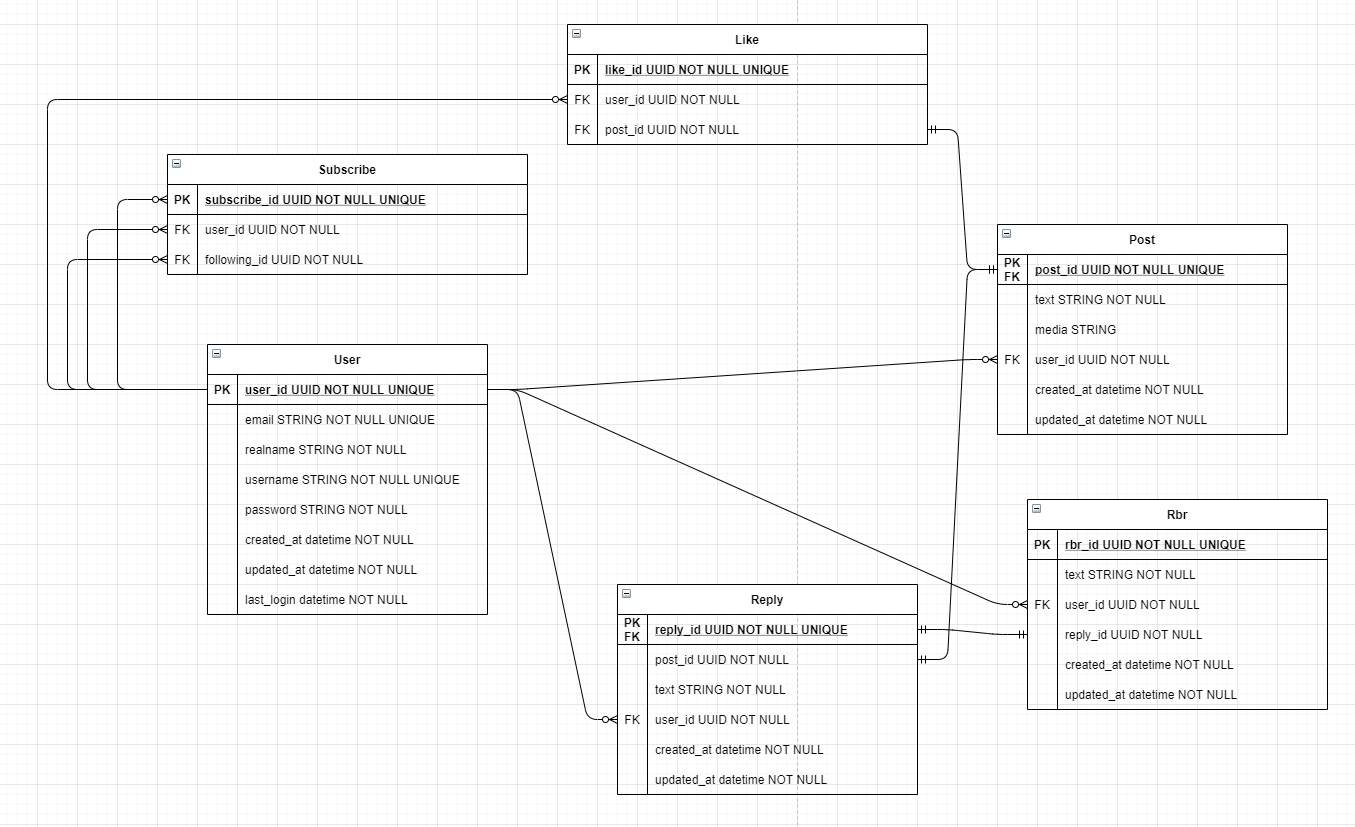 Like
PK like_id UUID NOT NULL UNIQUE
FK user_id UUID NOT NULL
FK post_id UUID NOT NULL
Subscribe
PK subscribe_id UUID NOT NULL UNIQUE
FK user_id UUID NOT NULL
FK following_id UUID NOT NULL
Post
PK
FK post_id UUID NOT NULL UNIQUE
text STRING NOT NULL
media STRING
FK user_id UUID NOT NULL
created_at datetime NOT NULL
updated_at datetime NOT NULL
User
PK user_id UUID NOT NULL UNIQUE
email STRING NOT NULL UNIQUE
realname STRING NOT NULL
username STRING NOT NULL UNIQUE
password STRING NOT NULL
created_at datetime NOT NULL
updated_at datetime NOT NULL
last_login datetime NOT NULL
Rbr
PK rbr_id UUID NOT NULL UNIQUE
text STRING NOT NULL
FK user_id UUID NOT NULL
reply_id UUID NOT NULL
created_at datetime NOT NULL
updated_at datetime NOT NULL
Reply
PK
FK reply_id UUID NOT NULL UNIQUE
post_id UUID NOT NULL
text STRING NOT NULL
FK user_id UUID NOT NULL
created_at datetime NOT NULL
updated_at datetime NOT NULL